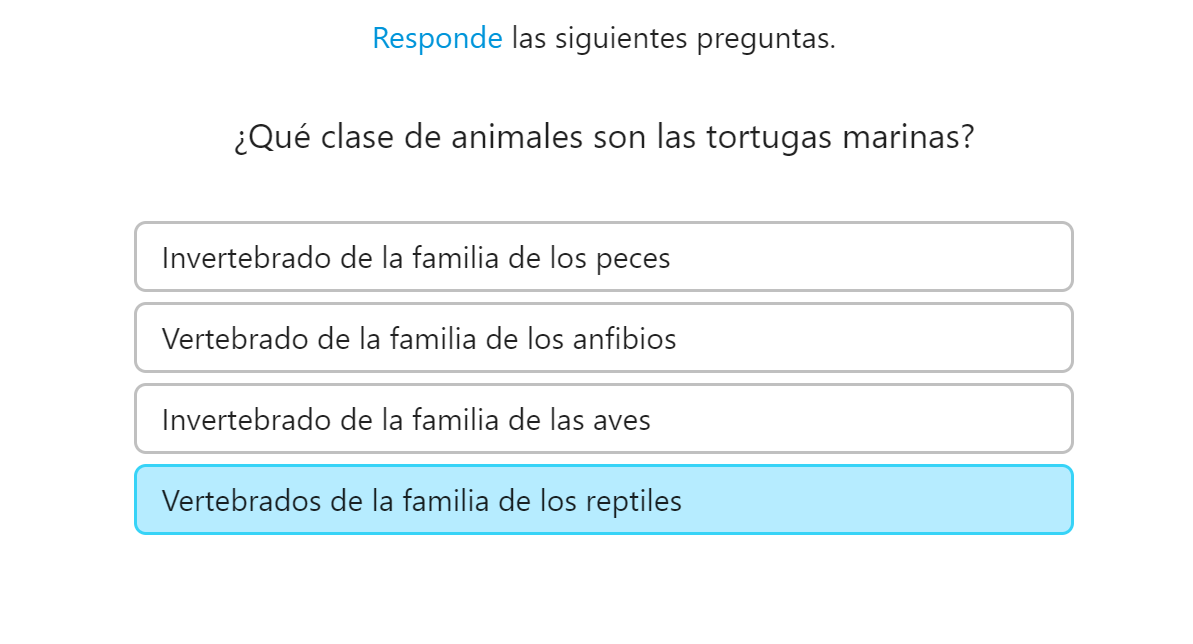 Responde las siguientes preguntas.
¿Qué clase de animales son las tortugas marinas?
Invertebrado de la familia de los peces
Vertebrado de la familia de los anfibios
Invertebrado de la familia de las aves
Vertebrados de la familia de los reptiles